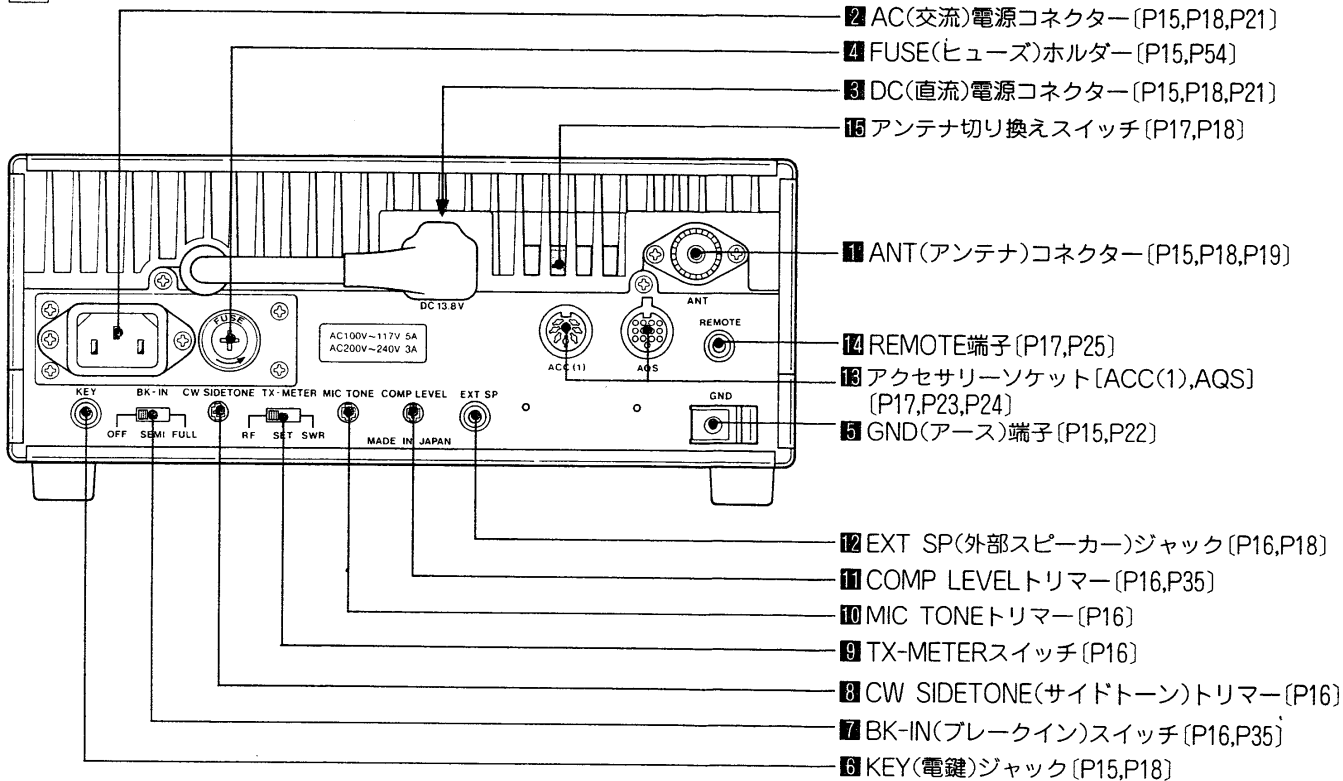 2 AC(交流)電源コネクター〔P15,P18,P21〕
4 FUSE(ヒューズ)ホルダー〔P15,P54〕
3 DC(直流)電源コネクター〔P15,P18,P21〕
15 アンテナ切り換えスイッチ〔P17,P18〕
1 ANT(アンテナ)コネクター〔P15,P18,P19〕
14 REMOTE端子〔P17,P25〕
13 アクセサリーソケット[ACC(1),AQS]
〔P17,P23,P24〕
5 GND(アース)端子〔P15,P22〕
12 EXT SP(外部スピーカー)ジャック〔P16,P18〕
11 COMP LEVELトリマー〔P16,P35〕
10 MIC TONEトリマー〔P16〕
9 TX-METERスイッチ〔P16〕
8 CW SIDETONE(サイドトーン)トリマー〔P16〕
7 BK-IN(ブレークイン)スイッチ〔P16,P35〕
6 KEY(電鍵)ジャック〔P15,P18〕
DC 13.8V
ANT
FUSE
AC100V~117V 5A
AC200V~240V 3A
ACC (1)
AQS
REMOTE
KEY
BK-IN
CW SIDETONE
TX-METER
MIC TONE
COMP LEVEL
EXT SP
GND
OFF SEMI FULL
RF SET SWR
MADE IN JAPAN